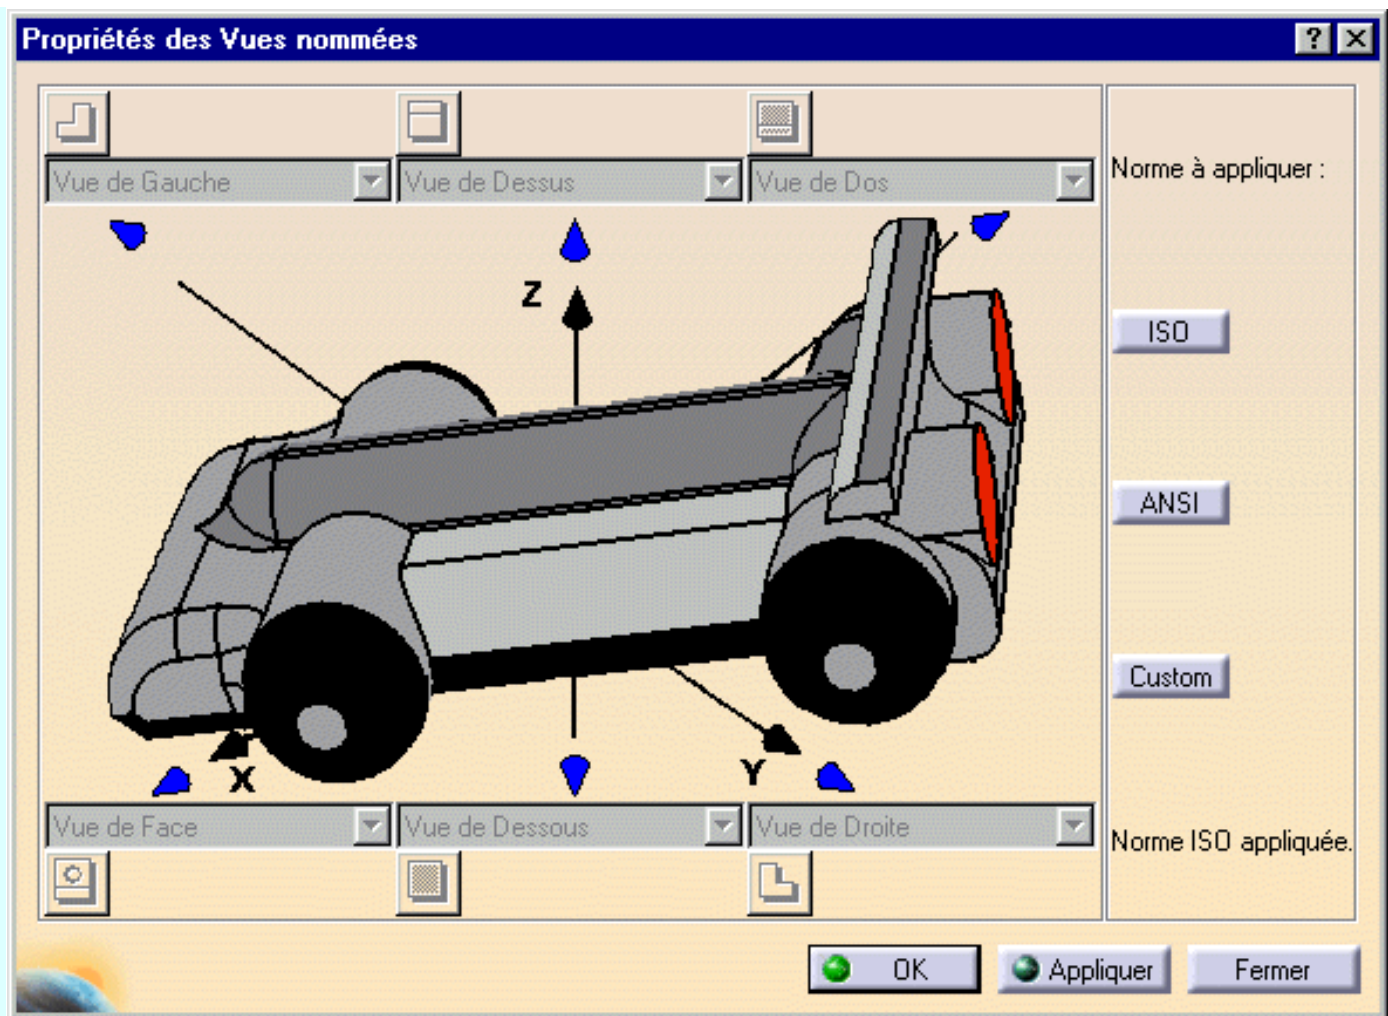 Propriétés des Vues nommées
Vue de Gauche
Vue de Dessus
Vue de Dos
Norme à appliquer :
Z
ISO
ANSI
Custom
X
Y
Vue de Face
Vue de Dessous
Vue de Droite
Norme ISO appliquée.
OK
Appliquer
Fermer